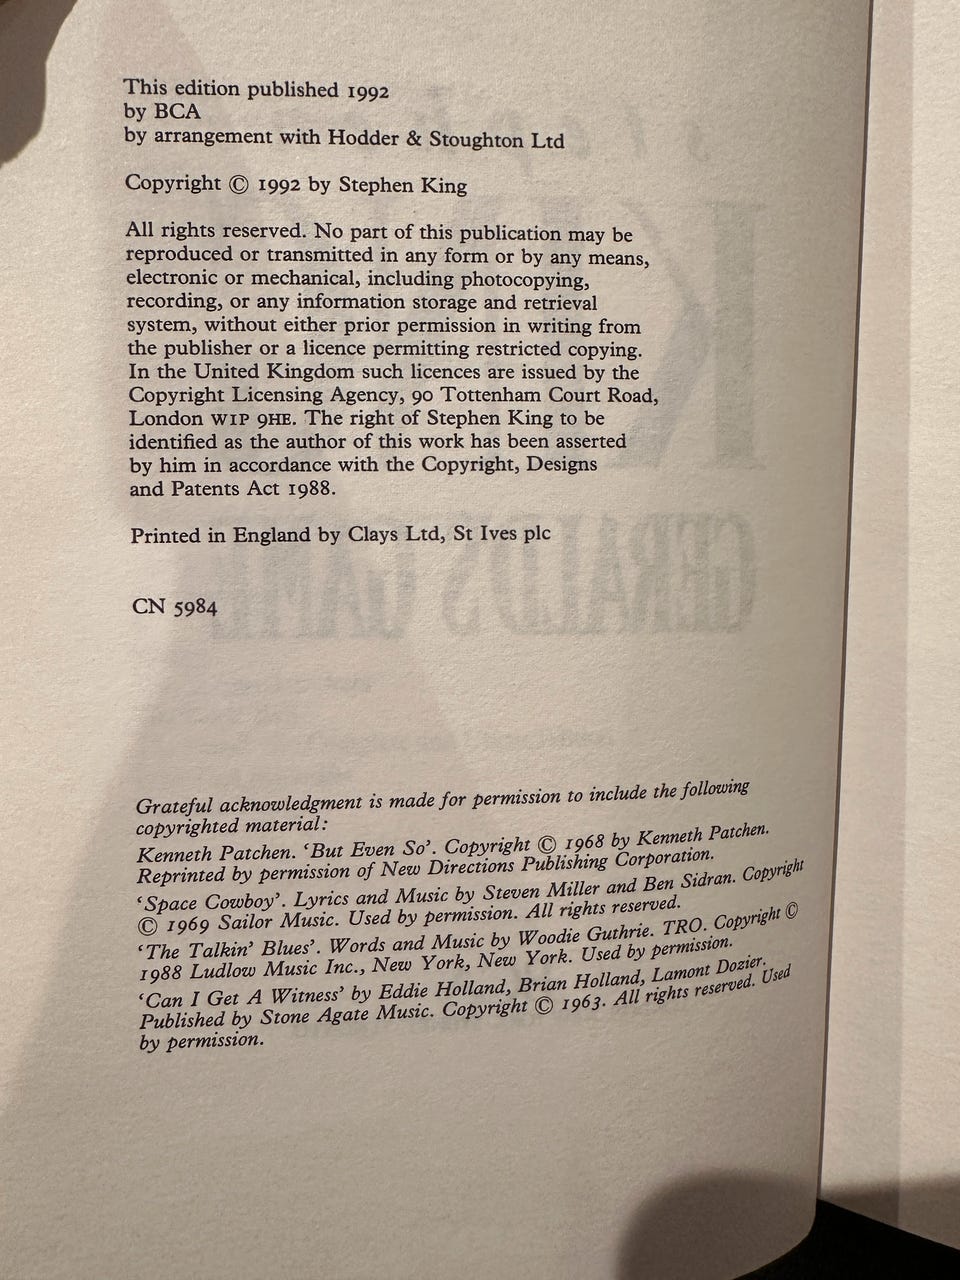 This edition published 1992
by BCA
by arrangement with Hodder & Stoughton Ltd
Copyright © 1992 by Stephen King
All rights reserved. No part of this publication may be
reproduced or transmitted in any form or by any means,
electronic or mechanical, including photocopying,
recording, or any information storage and retrieval
system, without either prior permission in writing from
the publisher or a licence permitting restricted copying.
In the United Kingdom such licences are issued by the
Copyright Licensing Agency, 90 Tottenham Court Road,
London W1P 9HE. The right of Stephen King to be
identified as the author of this work has been asserted
by him in accordance with the Copyright, Designs
and Patents Act 1988.
Printed in England by Clays Ltd, St Ives plc
CN 5984
GERALD'S GAME
Grateful acknowledgment is made for permission to include the following
copyrighted material:
Kenneth Patchen. ‘But Even So’. Copyright © 1968 by Kenneth Patchen.
Reprinted by permission of New Directions Publishing Corporation.
‘Space Cowboy’. Lyrics and Music by Steven Miller and Ben Sidran. Copyright
© 1969 Sailor Music. Used by permission. All rights reserved.
‘The Talkin’ Blues’. Words and Music by Woodie Guthrie. TRO. Copyright ©
1988 Ludlow Music Inc., New York, New York. Used by permission.
‘Can I Get A Witness’ by Eddie Holland, Brian Holland, Lamont Dozier.
Published by Stone Agate Music. Copyright © 1963. All rights reserved. Used
by permission.